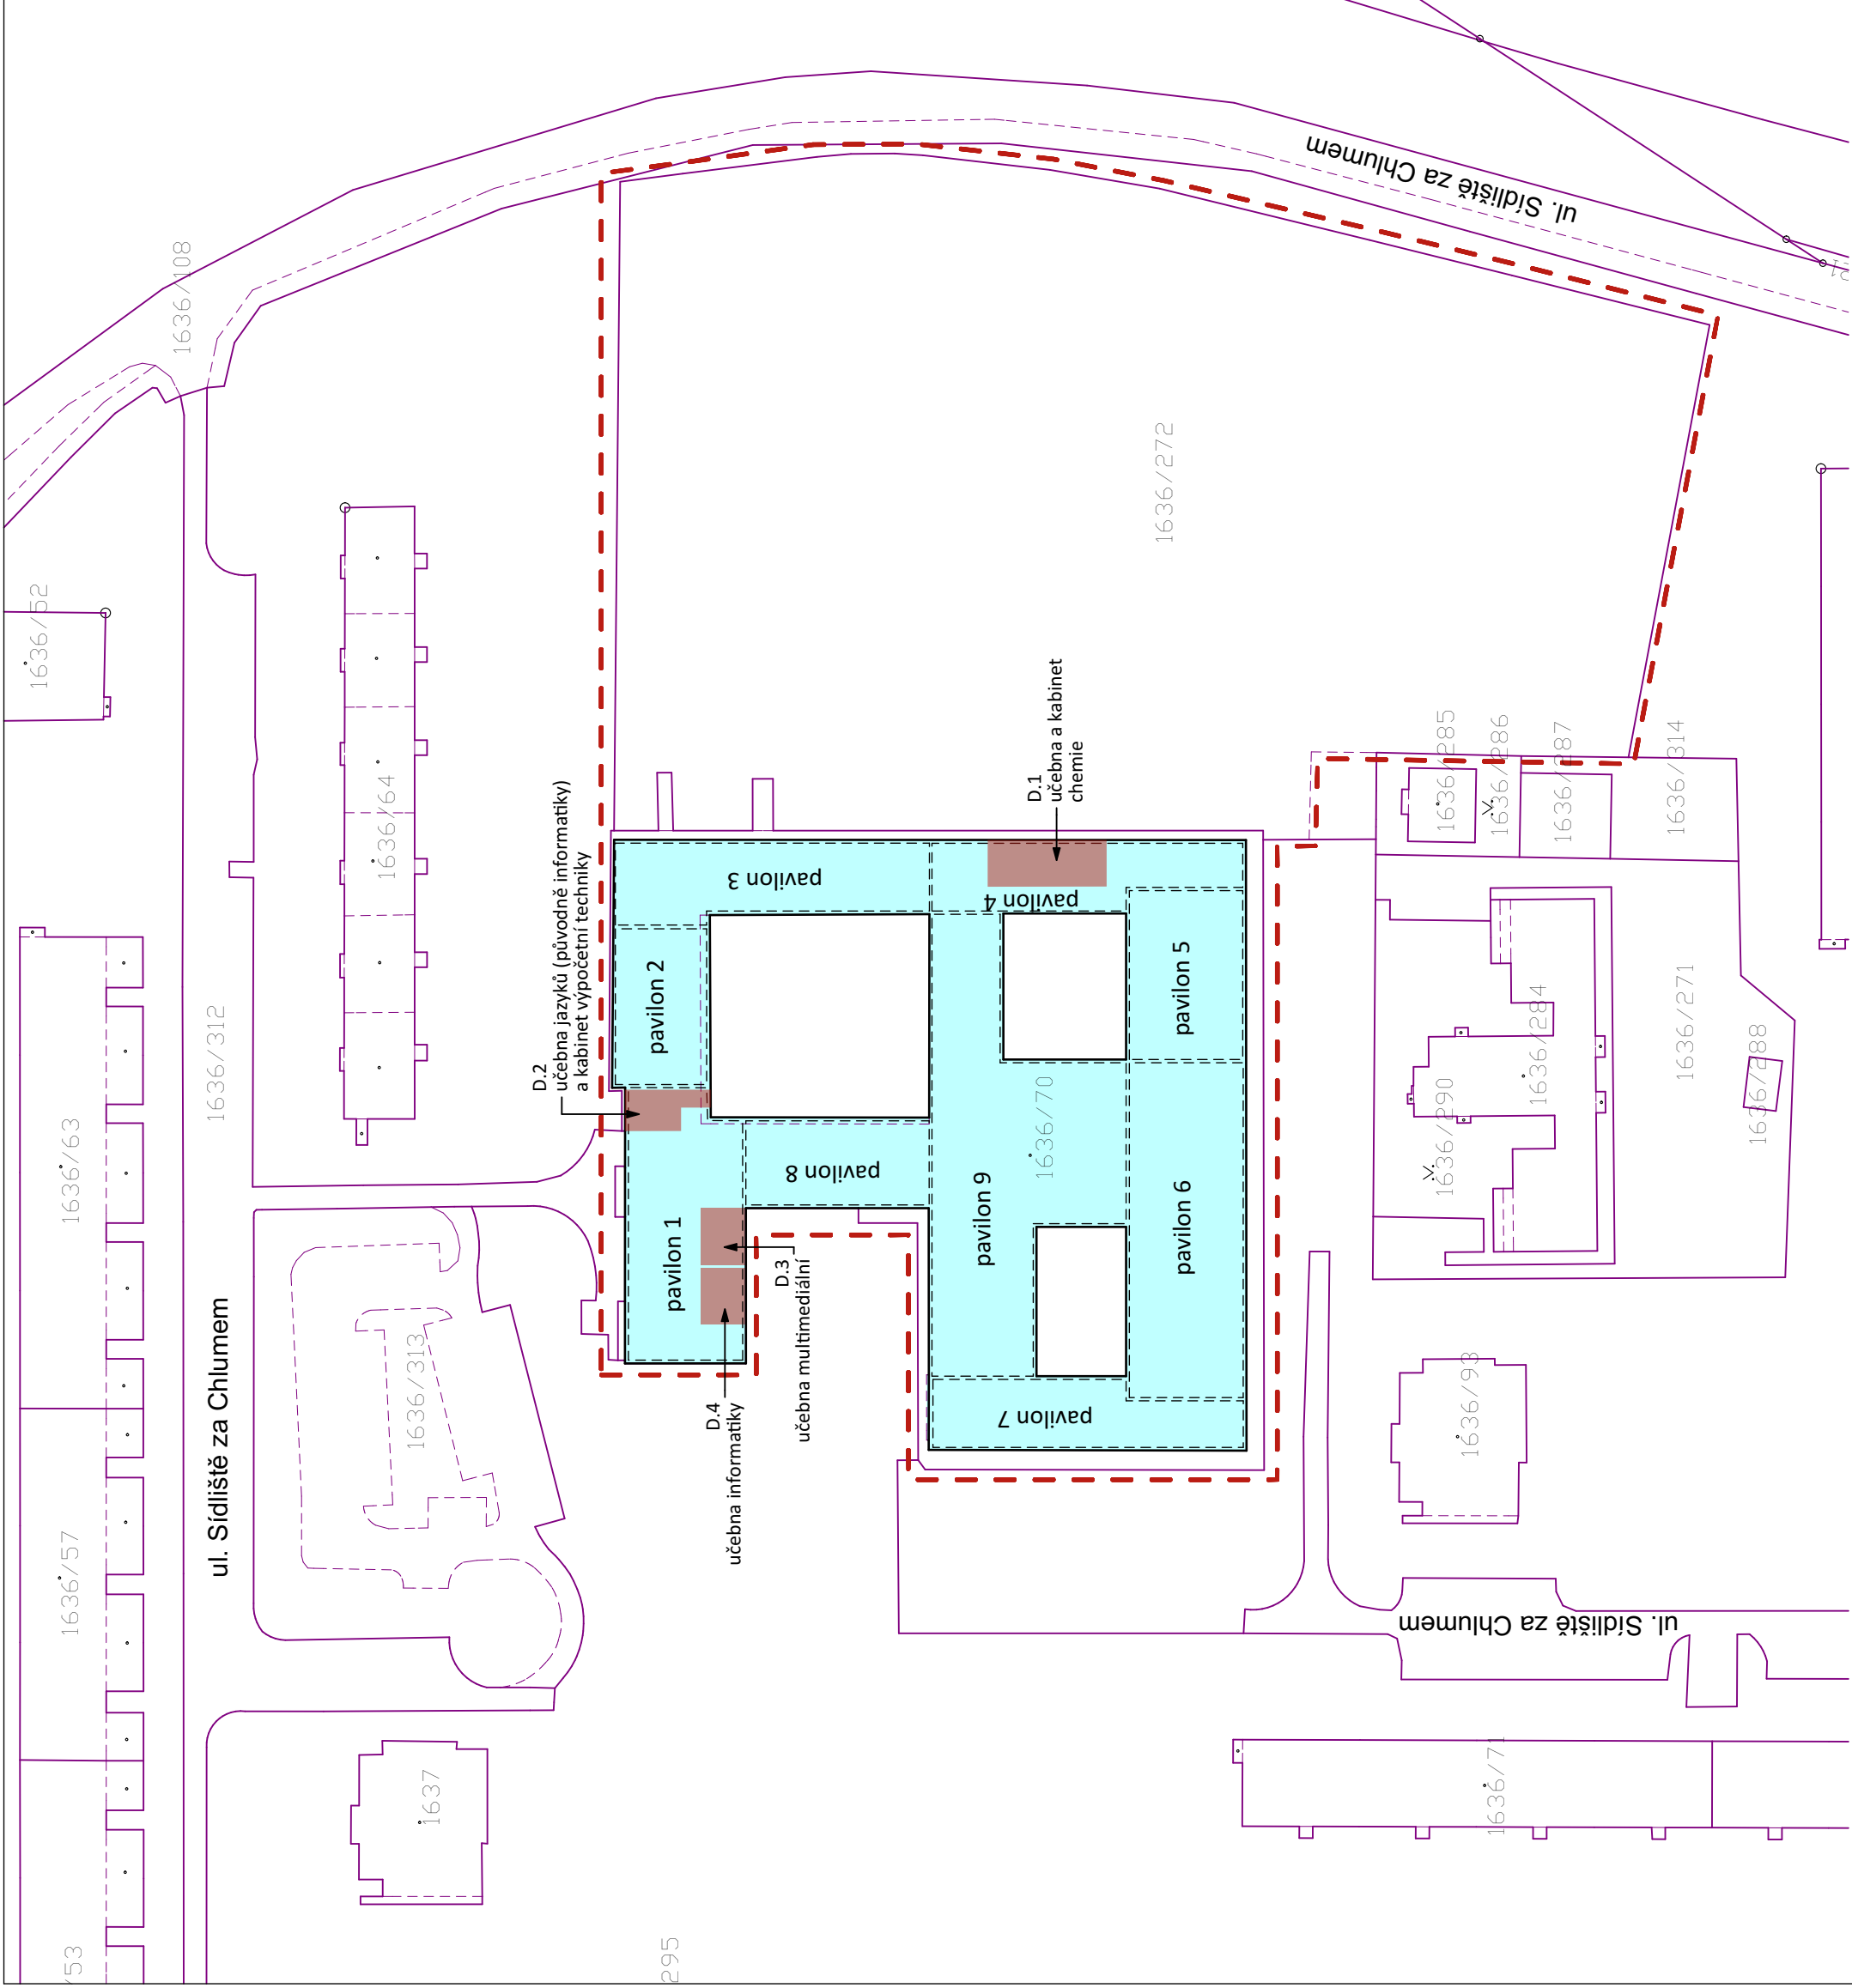 1636/108
1636/52
1636/64
1636/312
1636/63
1636/57
/53
ul. Sídliště za Chlumem
1636/313
1637
295
ul. Sídliště za Chlumem
1636/272
D.2
učebna jazyků (původně informatiky)
a kabinet výpočetní techniky
D.1
učebna a kabinet
chemie
D.3
učebna multimediální
D.4
učebna informatiky
pavilon 1
pavilon 2
pavilon 3
pavilon 4
pavilon 5
pavilon 6
pavilon 7
pavilon 8
pavilon 9
1636/70
1636/285
1636/286
1636/287
1636/314
1636/271
1636/284
1636/290
1636/288
1636/93
ul. Sídliště za Chlumem
1636/71